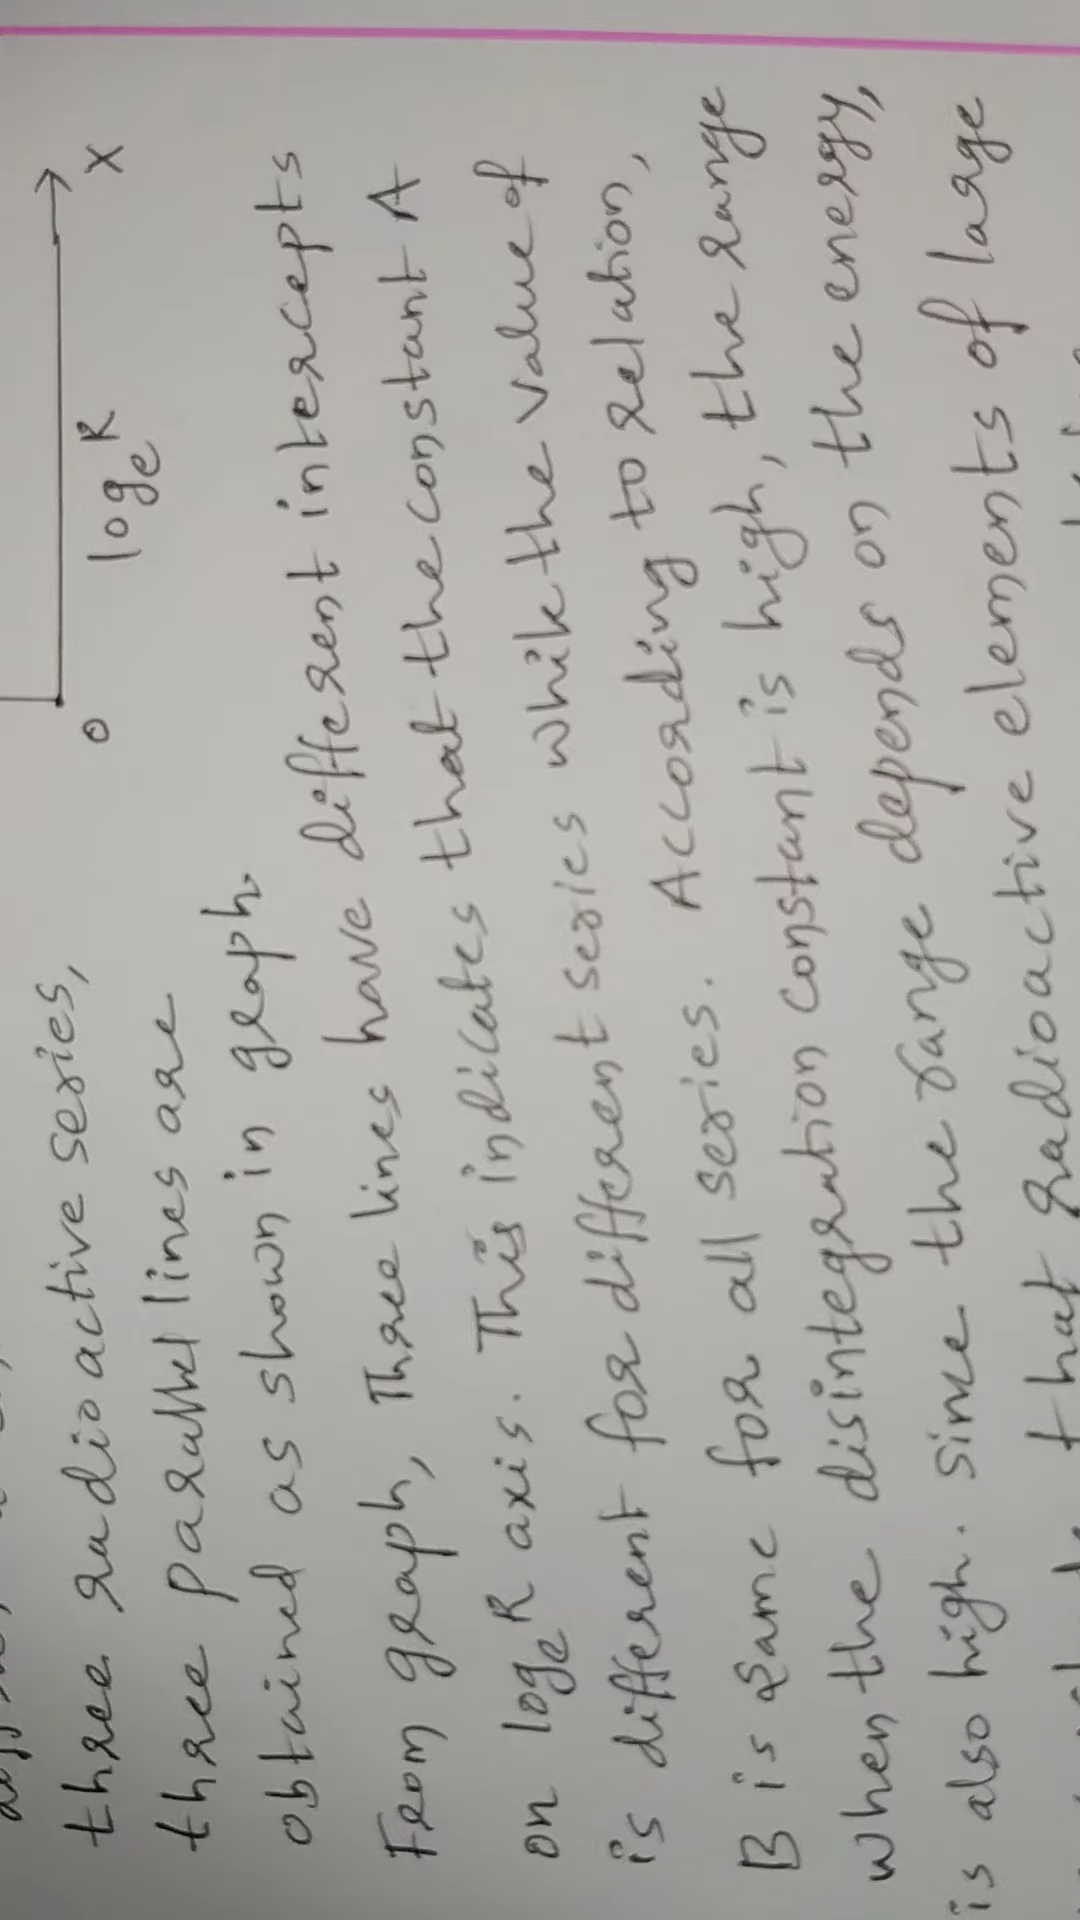 O log_e R X
three radioactive series,
three parallel lines are
obtained as shown in graph.
From graph, Three lines have different intercepts
on log_e R axis. This indicates that the constant A
is different for different series while the value of
B is same for all series. According to relation,
when the disintegration constant is high, the range
is also high. Since the range depends on the energy,
that radioactive elements of large